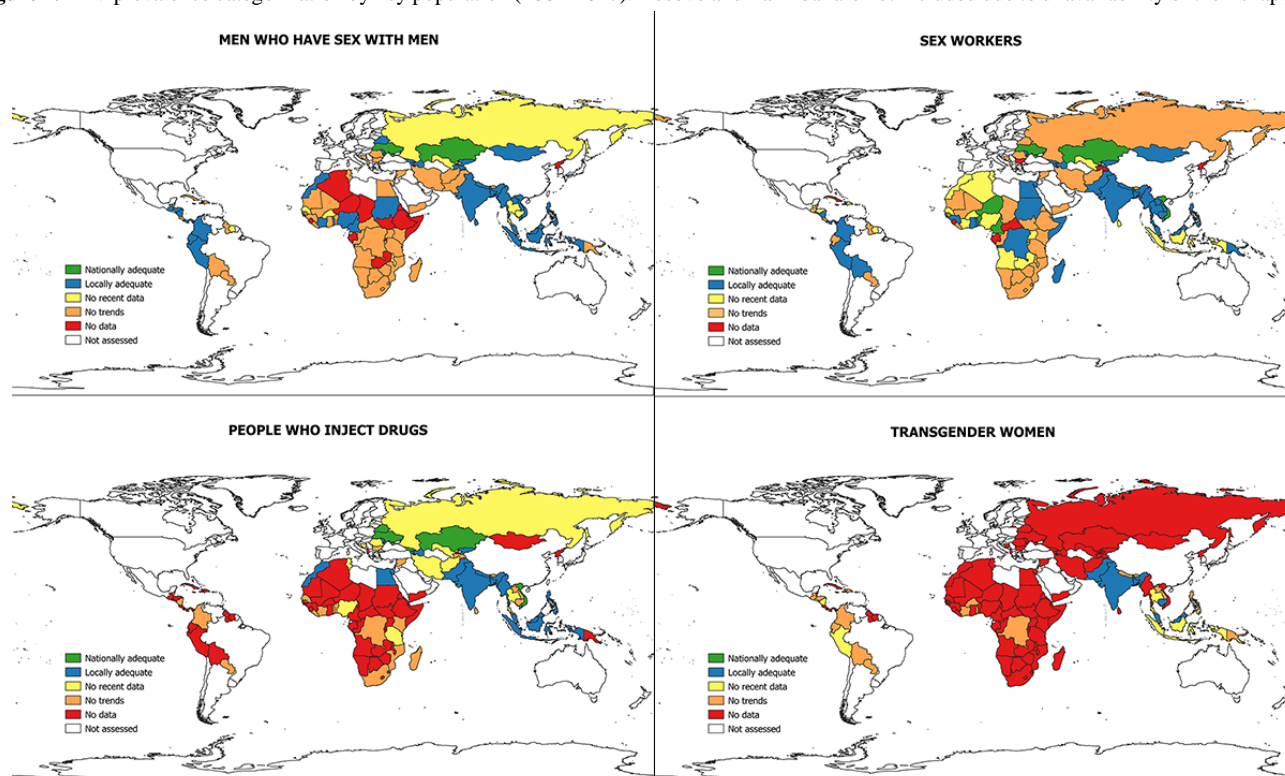 MEN WHO HAVE SEX WITH MEN
Nationally adequate
Locally adequate
No recent data
No trends
No data
Not assessed
SEX WORKERS
Nationally adequate
Locally adequate
No recent data
No trends
No data
Not assessed
PEOPLE WHO INJECT DRUGS
Nationally adequate
Locally adequate
No recent data
No trends
No data
Not assessed
TRANSGENDER WOMEN
Nationally adequate
Locally adequate
No recent data
No trends
No data
Not assessed